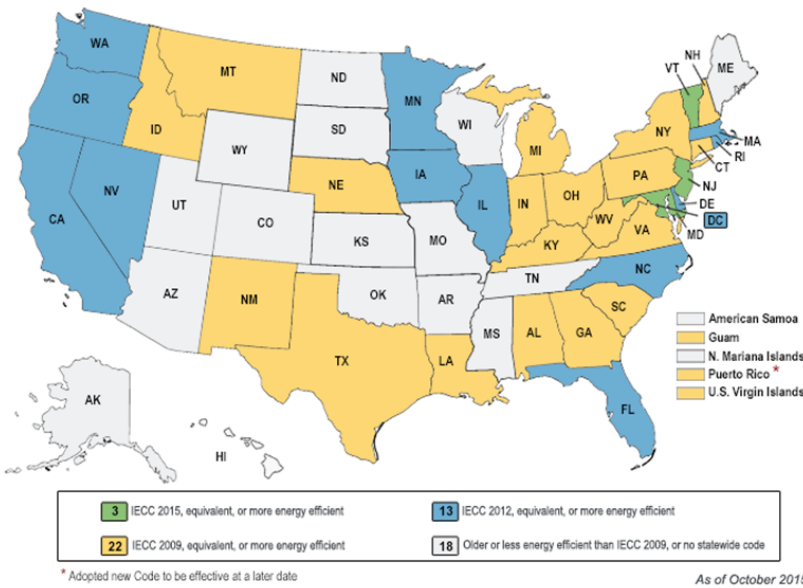 WA
OR
CA
NV
ID
MT
WY
UT
AZ
CO
NM
ND
SD
NE
KS
OK
TX
MN
IA
MO
AR
LA
WI
IL
MI
IN
OH
KY
TN
MS
AL
GA
SC
NC
FL
WV
VA
PA
NY
VT
NH
ME
MA
RI
CT
NJ
DE
DC
MD
AK
HI
American Samoa
Guam
N. Mariana Islands
Puerto Rico *
U.S. Virgin Islands
3 IECC 2015, equivalent, or more energy efficient
13 IECC 2012, equivalent, or more energy efficient
22 IECC 2009, equivalent, or more energy efficient
18 Older or less energy efficient than IECC 2009, or no statewide code
* Adopted new Code to be effective at a later date
As of October 2015